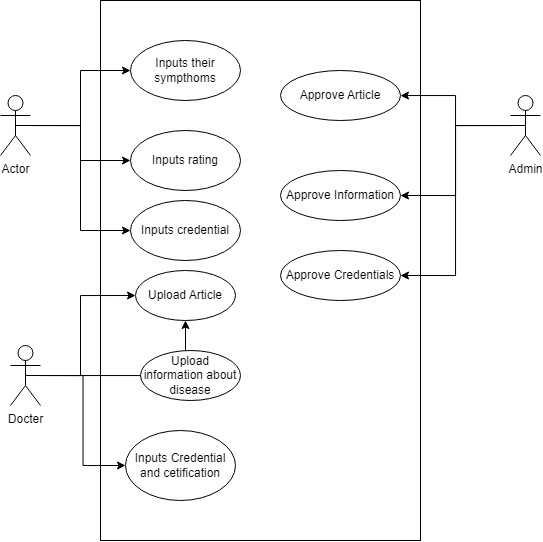 Inputs their
sympthoms
Approve Article
Actor
Inputs rating
Admin
Approve Information
Inputs credential
Approve Credentials
Upload Article
Upload
information about
disease
Docter
Inputs Credential
and cetification